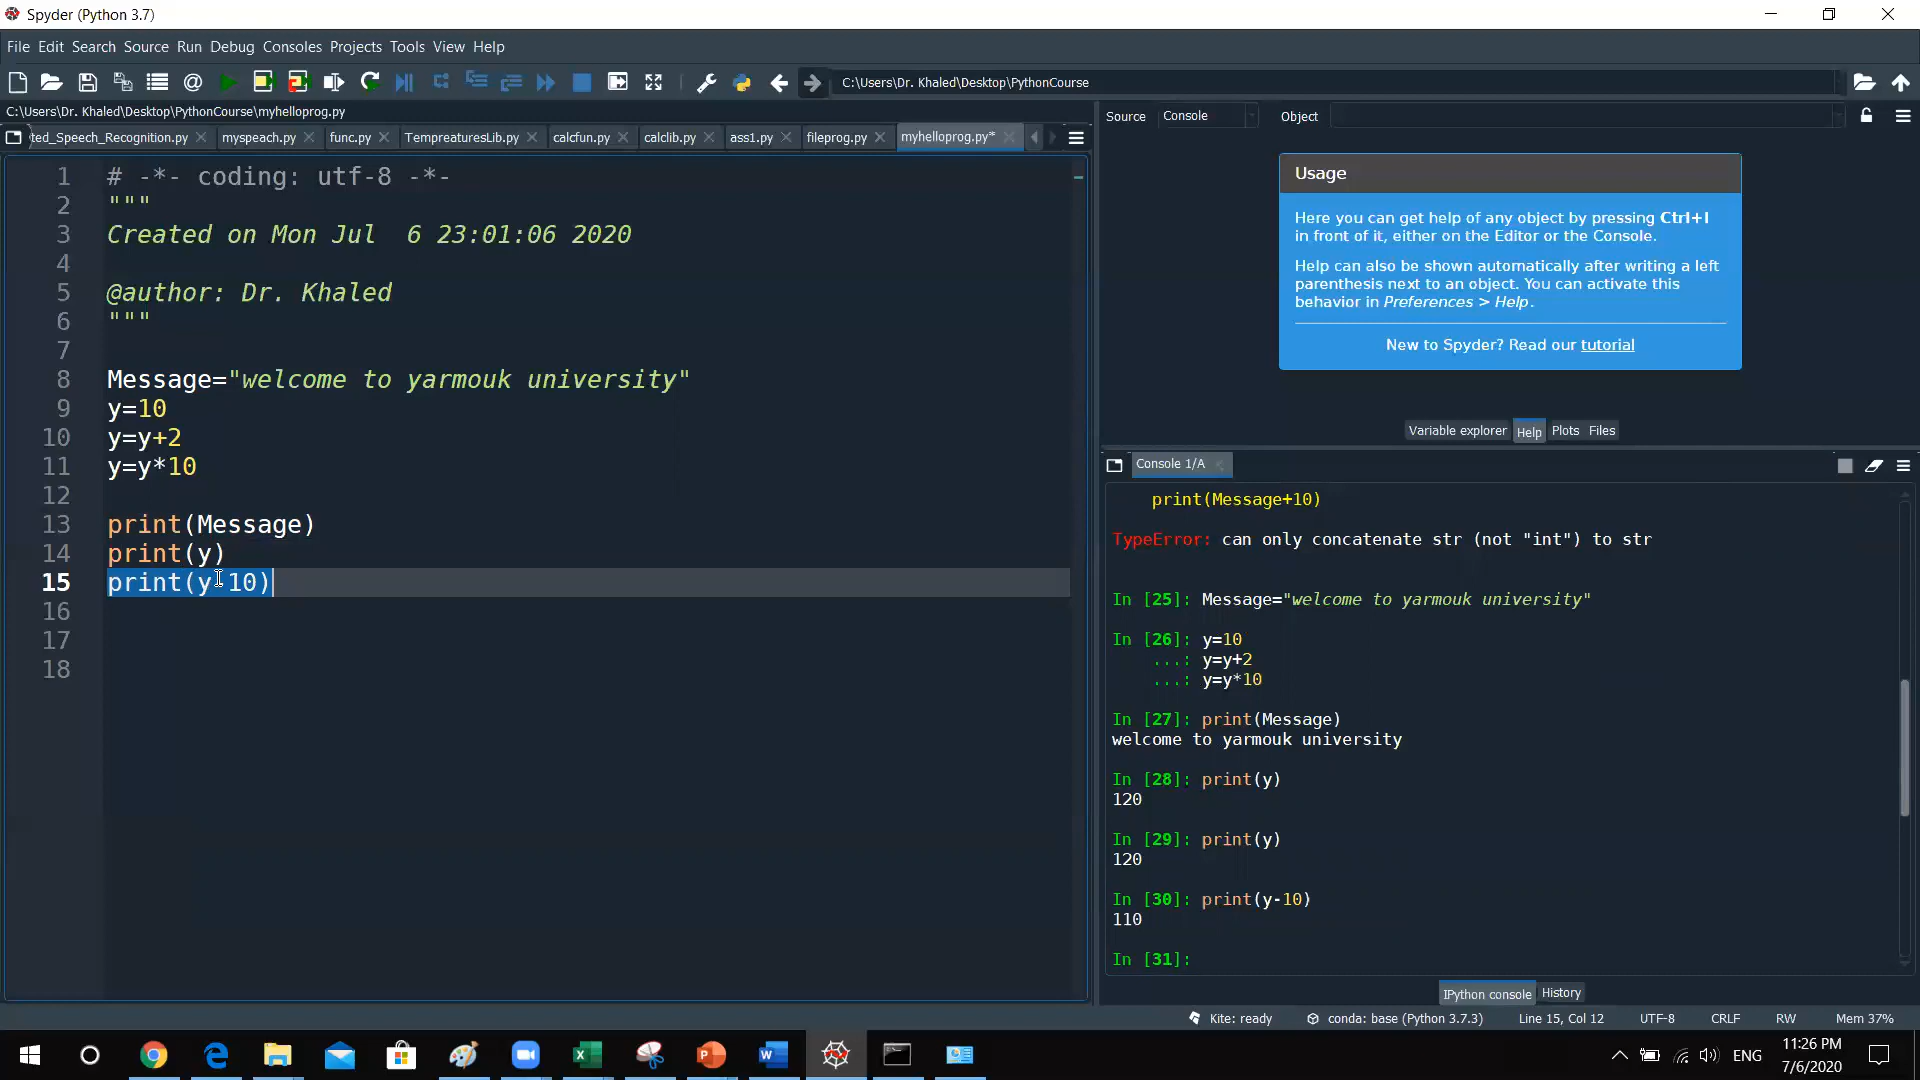 Spyder (Python 3.7)
File Edit Search Source Run Debug Consoles Projects Tools View Help
C:\Users\Dr. Khaled\Desktop\PythonCourse
C:\Users\Dr. Khaled\Desktop\PythonCourse\myhelloprog.py
ted_Speech_Recognition.py myspeach.py func.py TempreaturesLib.py calcfun.py calclib.py ass1.py fileprog.py myhelloprog.py*
1 # -*- coding: utf-8 -*-
2 """
3 Created on Mon Jul  6 23:01:06 2020
4
5 @author: Dr. Khaled
6 """
7
8 Message="welcome to yarmouk university"
9 y=10
10 y=y+2
11 y=y*10
12
13 print(Message)
14 print(y)
15 print(y-10)
16
17
18
Source Console Object
Usage
Here you can get help of any object by pressing Ctrl+I
in front of it, either on the Editor or the Console.
Help can also be shown automatically after writing a left
parenthesis next to an object. You can activate this
behavior in Preferences > Help.
New to Spyder? Read our tutorial
Variable explorer Help Plots Files
Console 1/A
print(Message+10)
TypeError: can only concatenate str (not "int") to str
In [25]: Message="welcome to yarmouk university"
In [26]: y=10
...: y=y+2
...: y=y*10
In [27]: print(Message)
welcome to yarmouk university
In [28]: print(y)
120
In [29]: print(y)
120
In [30]: print(y-10)
110
In [31]:
IPython console History
Kite: ready conda: base (Python 3.7.3) Line 15, Col 12 UTF-8 CRLF RW Mem 37%
ENG 11:26 PM
7/6/2020